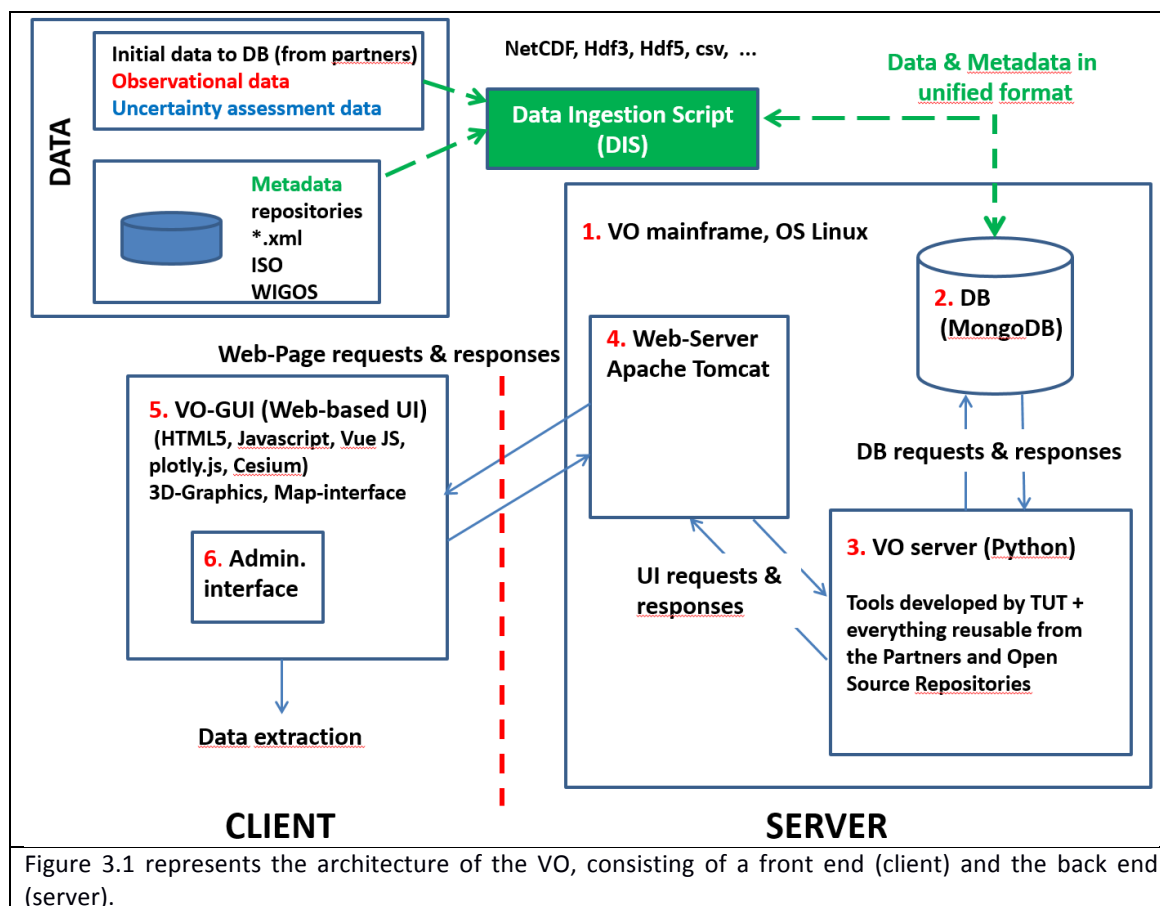 DATA
Initial data to DB (from partners)
Observational data
Uncertainty assessment data
Metadata
repositories
*.xml
ISO
WIGOS
NetCDF, Hdf3, Hdf5, csv, ...
Data Ingestion Script
(DIS)
Data & Metadata in
unified format
1. VO mainframe, OS Linux
2. DB
(MongoDB)
4. Web-Server
Apache Tomcat
Web-Page requests & responses
5. VO-GUI (Web-based UI)
(HTML5, Javascript, Vue JS,
plotly.js, Cesium)
3D-Graphics, Map-interface
6. Admin.
interface
DB requests & responses
UI requests &
responses
3. VO server (Python)
Tools developed by TUT +
everything reusable from
the Partners and Open
Source Repositories
Data extraction
CLIENT
SERVER
Figure 3.1 represents the architecture of the VO, consisting of a front end (client) and the back end
(server).